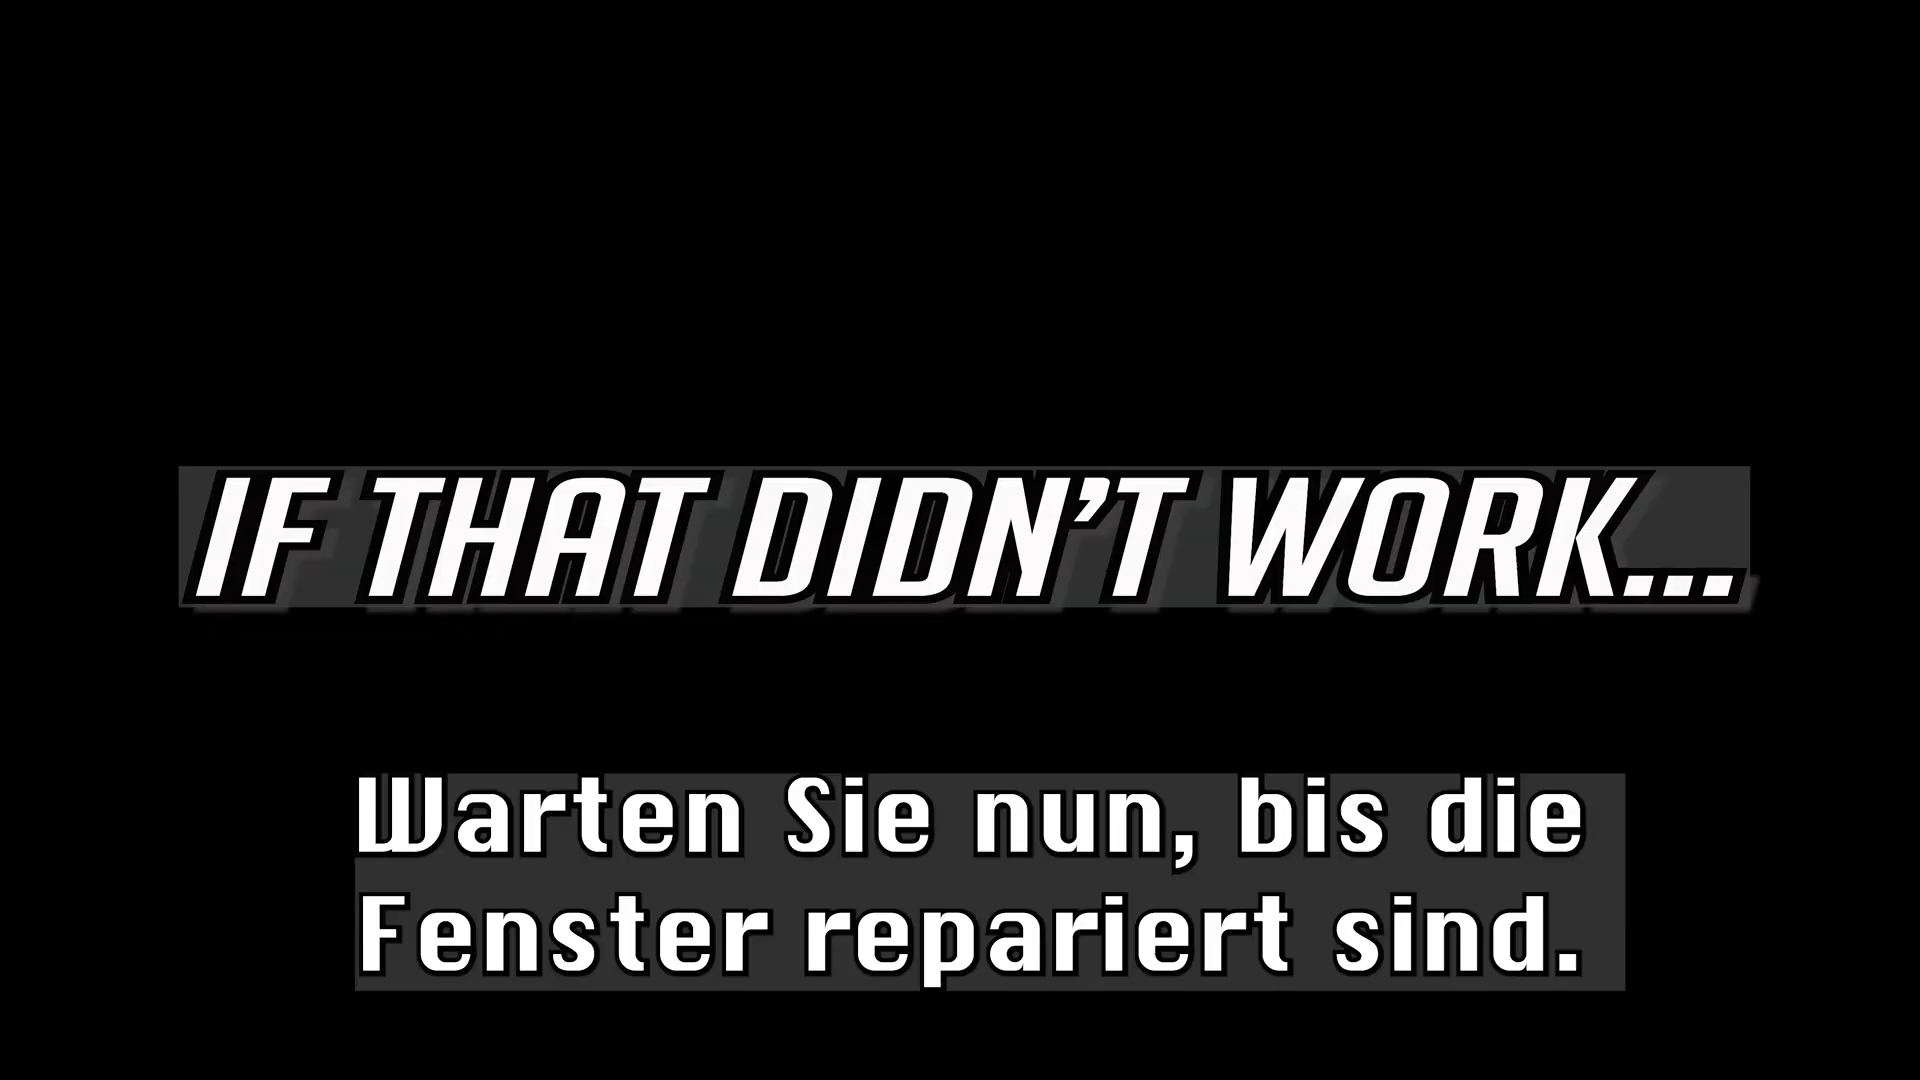 IF THAT DIDN’T WORK...
Warten Sie nun, bis die
Fenster repariert sind.